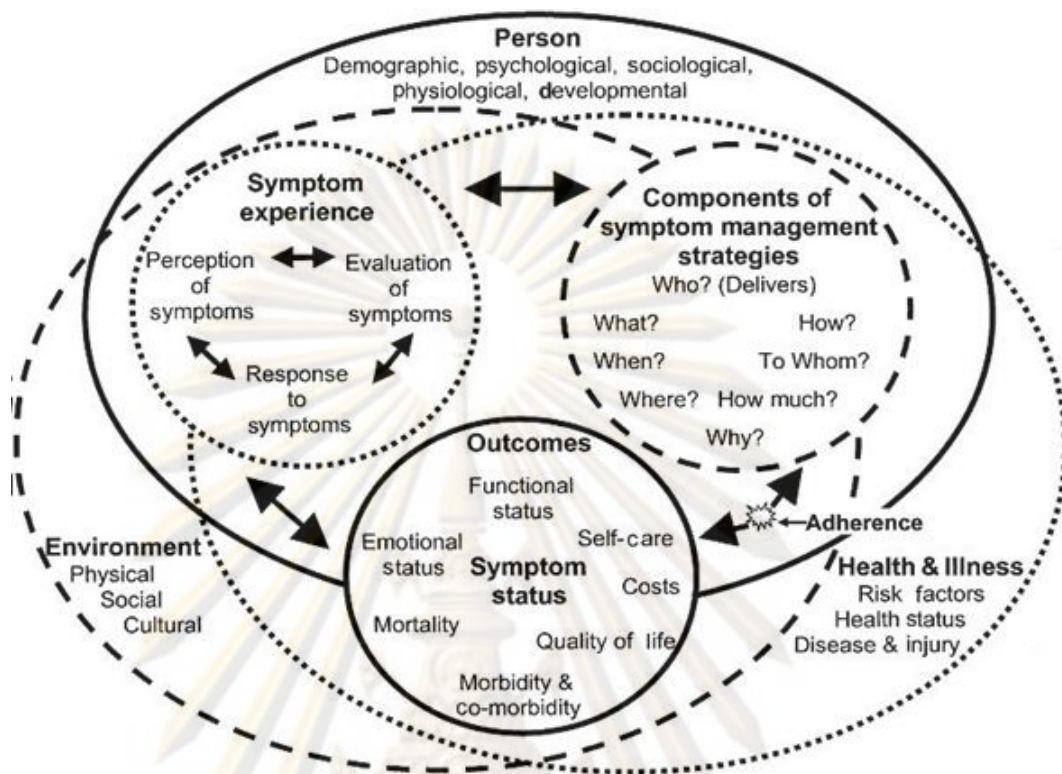 Person
Demographic, psychological, sociological,
physiological, developmental
Symptom
experience
Perception
of
symptoms
Evaluation
of
symptoms
Response
to
symptoms
Components of
symptom management
strategies
Who? (Delivers)
What?
How?
When?
To Whom?
Where?
How much?
Why?
Outcomes
Functional
status
Emotional
status
Self-care
Symptom
status
Costs
Mortality
Quality of life
Morbidity &
co-morbidity
Adherence
Environment
Physical
Social
Cultural
Health & Illness
Risk factors
Health status
Disease & injury